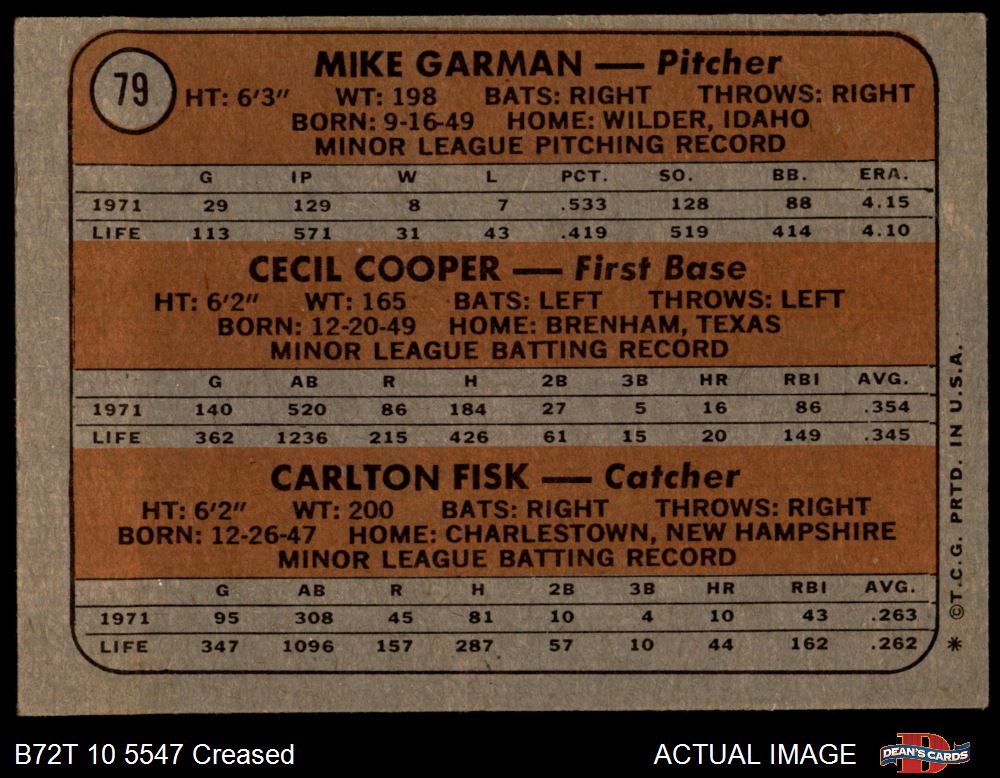 79
MIKE GARMAN — Pitcher
HT: 6'3" WT: 198 BATS: RIGHT THROWS: RIGHT
BORN: 9-16-49 HOME: WILDER, IDAHO
MINOR LEAGUE PITCHING RECORD
G IP W L PCT. SO. BB. ERA.
1971 29 129 8 7 .533 128 88 4.15
LIFE 113 571 31 43 .419 519 414 4.10
CECIL COOPER — First Base
HT: 6'2" WT: 165 BATS: LEFT THROWS: LEFT
BORN: 12-20-49 HOME: BRENHAM, TEXAS
MINOR LEAGUE BATTING RECORD
G AB R H 2B 3B HR RBI AVG.
1971 140 520 86 184 27 5 16 86 .354
LIFE 362 1236 215 426 61 15 20 149 .345
CARLTON FISK — Catcher
HT: 6'2" WT: 200 BATS: RIGHT THROWS: RIGHT
BORN: 12-26-47 HOME: CHARLESTOWN, NEW HAMPSHIRE
MINOR LEAGUE BATTING RECORD
G AB R H 2B 3B HR RBI AVG.
1971 95 308 45 81 10 4 10 43 .263
LIFE 347 1096 157 287 57 10 44 162 .262
* ©T.C.G. PRTD. IN U.S.A.
B72T 10 5547 Creased
ACTUAL IMAGE
D
DEAN'S CARDS